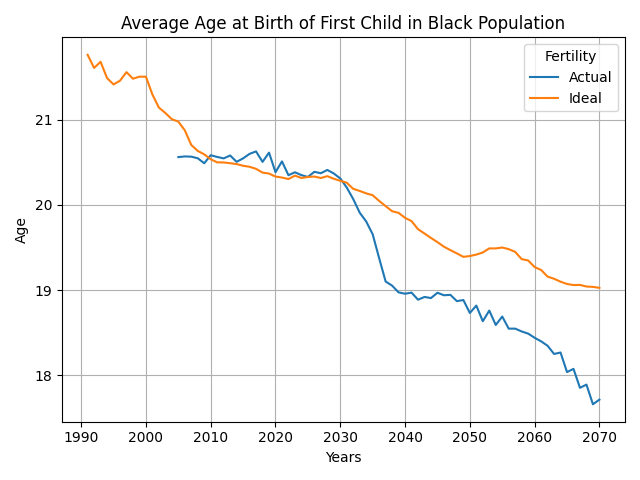 Average Age at Birth of First Child in Black Population
Fertility
Actual
Ideal
Age
21
20
19
18
1990 2000 2010 2020 2030 2040 2050 2060 2070
Years